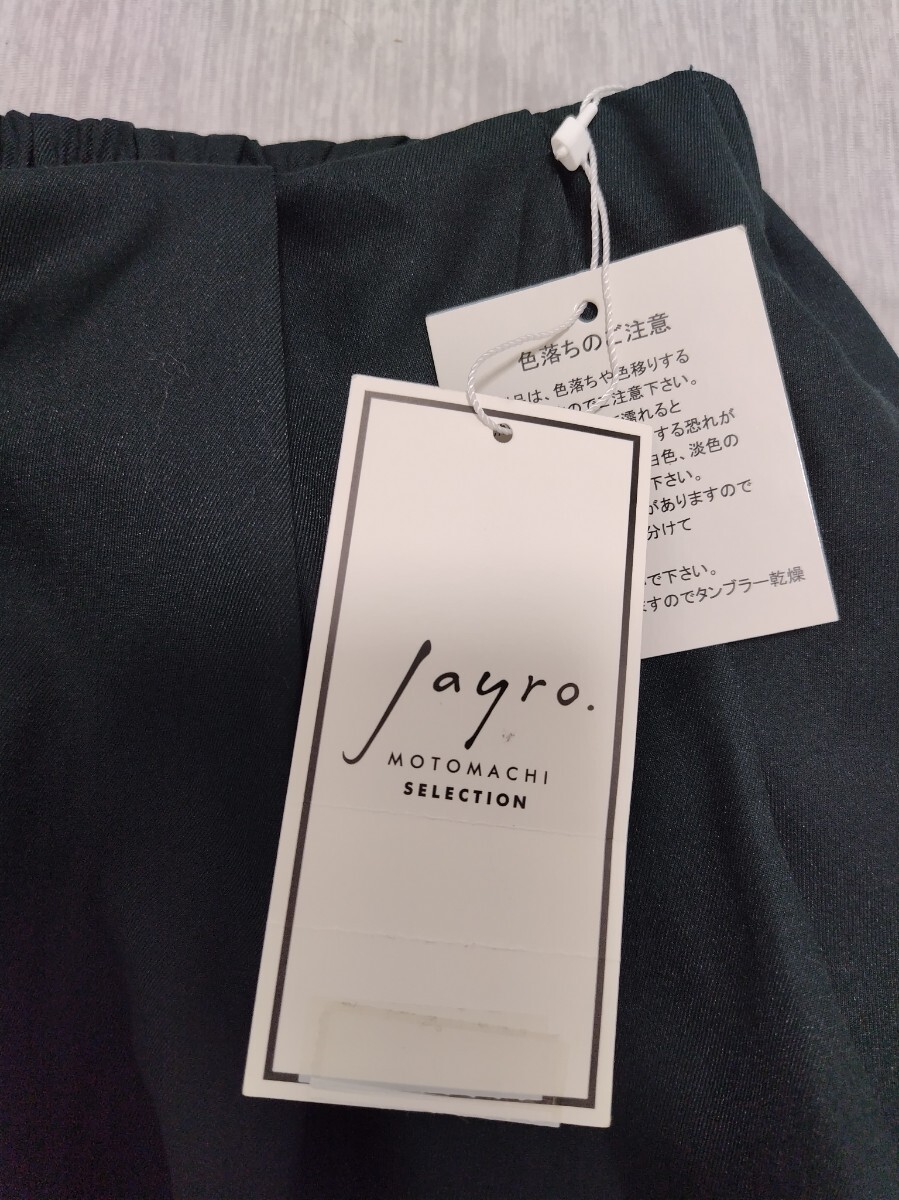 色落ちのご注意
は、色落ちや色移りする
のでご注意下さい。
濡れると
する恐れが
白色、淡色の
下さい。
がありますので
分けて
で下さい。
ますのでタンブラー乾燥
Jayro.
MOTOMACHI
SELECTION